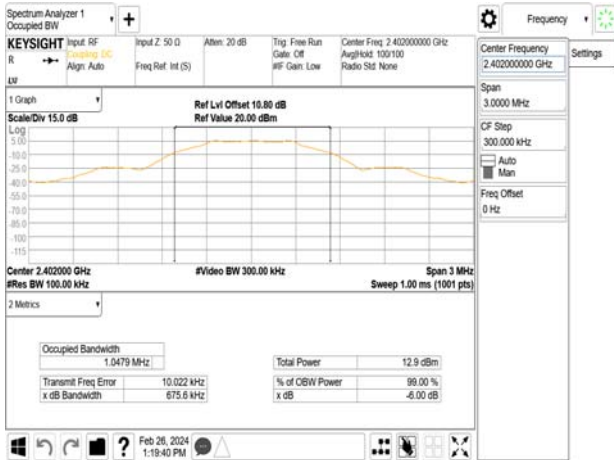 Spectrum Analyzer 1
Occupied BW
+
Frequency
KEYSIGHT
R
LV
Input: RF
Coupling: DC
Align: Auto
Input Z: 50 Ω
Freq Ref: Int (S)
Atten: 20 dB
Trig: Free Run
Gate: Off
#IF Gain: Low
Center Freq: 2.402000000 GHz
Avg|Hold: 100/100
Radio Std: None
1 Graph
Scale/Div 15.0 dB
Ref Lvl Offset 10.80 dB
Ref Value 20.00 dBm
Log
5.00
-10.0
-25.0
-40.0
-55.0
-70.0
-85.0
-100
-115
Center 2.402000 GHz
#Res BW 100.00 kHz
#Video BW 300.00 kHz
Span 3 MHz
Sweep 1.00 ms (1001 pts)
2 Metrics
Occupied Bandwidth
1.0479 MHz
Total Power 12.9 dBm
Transmit Freq Error 10.022 kHz
% of OBW Power 99.00 %
x dB Bandwidth 675.6 kHz
x dB -6.00 dB
?
Feb 26, 2024
1:19:40 PM
Center Frequency
2.402000000 GHz
Settings
Span
3.0000 MHz
CF Step
300.000 kHz
Auto
Man
Freq Offset
0 Hz